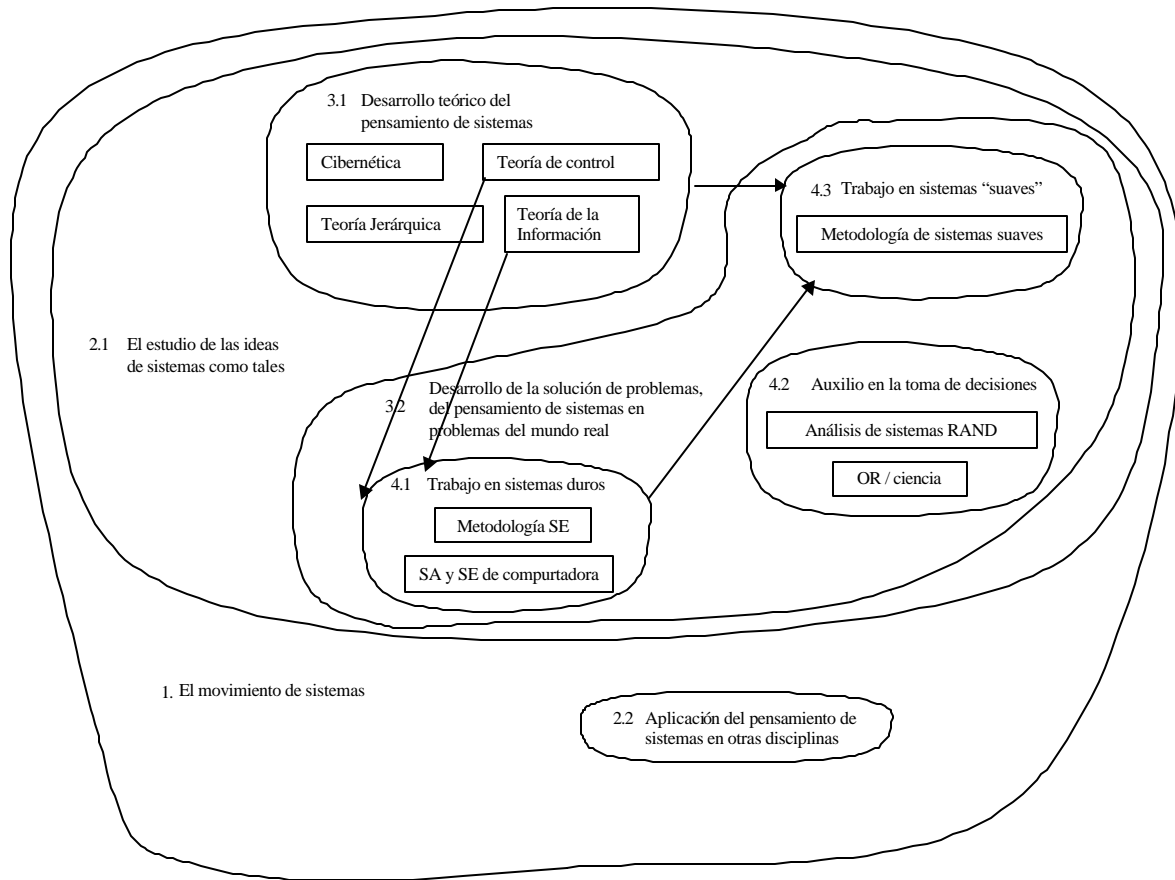 3.1 Desarrollo teórico del
pensamiento de sistemas
Cibernética
Teoría de control
Teoría Jerárquica
Teoría de la
Información
4.3 Trabajo en sistemas “suaves”
Metodología de sistemas suaves
2.1 El estudio de las ideas
de sistemas como tales
3.2 Desarrollo de la solución de problemas,
del pensamiento de sistemas en
problemas del mundo real
4.2 Auxilio en la toma de decisiones
Análisis de sistemas RAND
OR / ciencia
4.1 Trabajo en sistemas duros
Metodología SE
SA y SE de compurtadora
1. El movimiento de sistemas
2.2 Aplicación del pensamiento de
sistemas en otras disciplinas